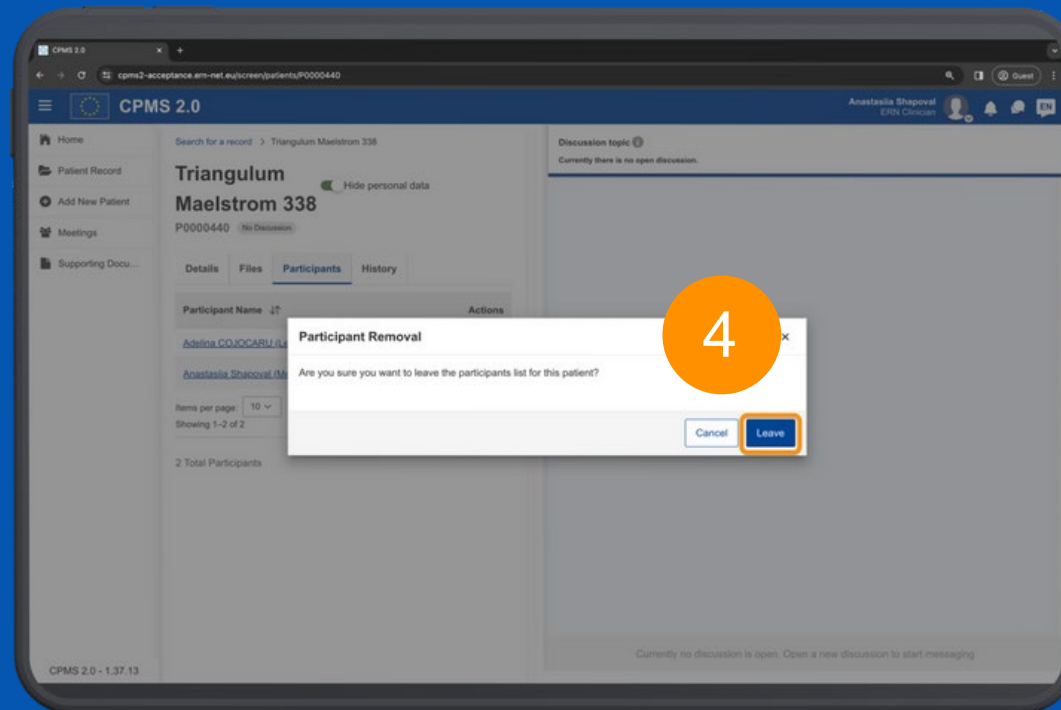 CPMS 2.0
cpms2-acceptance.ern-net.eu/screen/patients/P0000440
Guest
CPMS 2.0
Anastasiia Shapoval
ERN Clinician
EN
Home
Patient Record
Add New Patient
Meetings
Supporting Docu...
Search for a record > Triangulum Maelstrom 338
Triangulum
Maelstrom 338
Hide personal data
P0000440 No Discussion
Details Files Participants History
Participant Name Actions
Adelina COJOCARU (Le
Anastasiia Shapoval (My
Items per page: 10
Showing 1-2 of 2
2 Total Participants
Discussion topic
Currently there is no open discussion.
4
Participant Removal
Are you sure you want to leave the participants list for this patient?
Cancel Leave
Currently no discussion is open. Open a new discussion to start messaging
CPMS 2.0 - 1.37.13